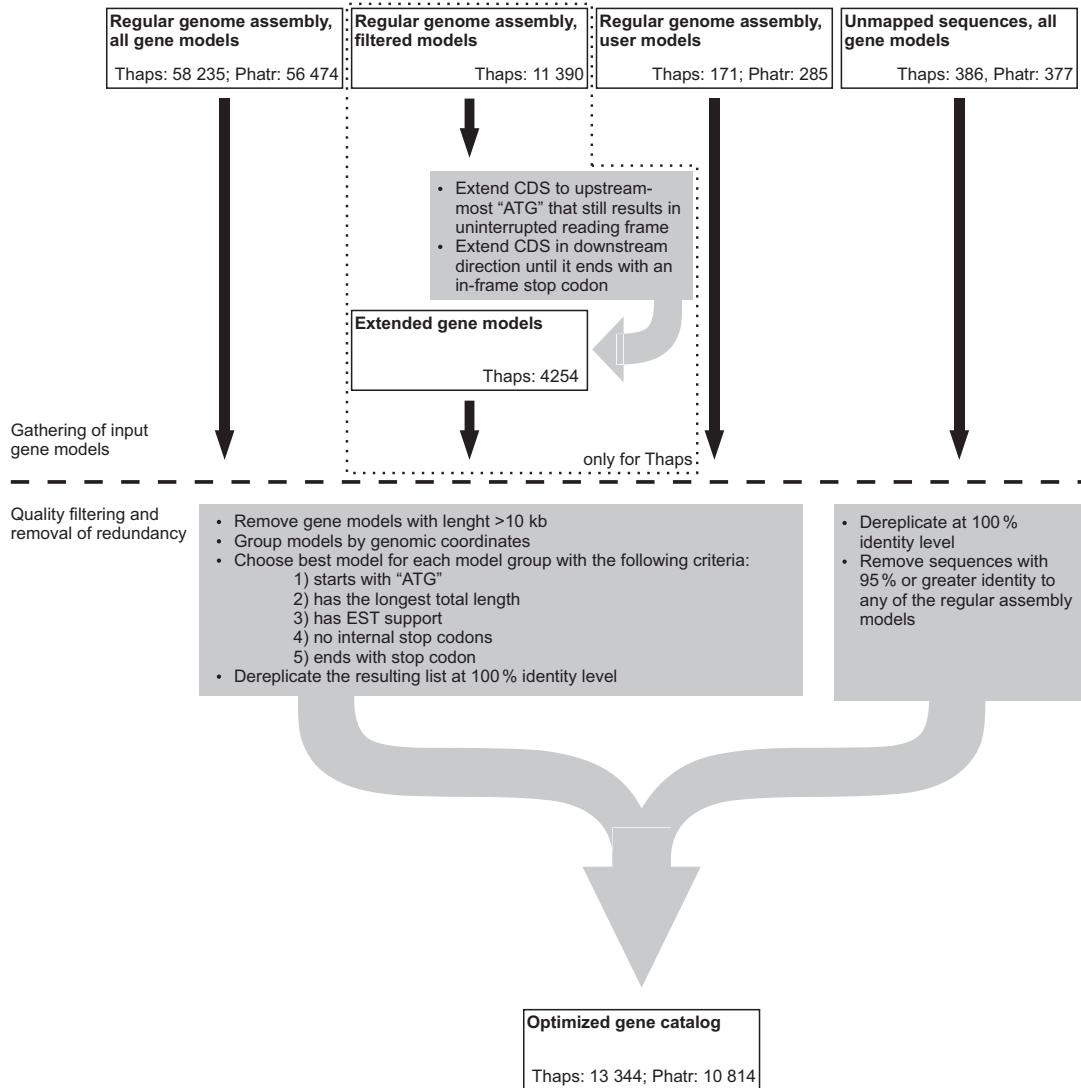 Regular genome assembly,
all gene models
Thaps: 58 235; Phatr: 56 474
Regular genome assembly,
filtered models
Thaps: 11 390
Regular genome assembly,
user models
Thaps: 171; Phatr: 285
Unmapped sequences, all
gene models
Thaps: 386, Phatr: 377
• Extend CDS to upstream-
most “ATG” that still results in
uninterrupted reading frame
• Extend CDS in downstream
direction until it ends with an
in-frame stop codon
Extended gene models
Thaps: 4254
Gathering of input
gene models
only for Thaps
Quality filtering and
removal of redundancy
• Remove gene models with lenght >10 kb
• Group models by genomic coordinates
• Choose best model for each model group with the following criteria:
1) starts with “ATG”
2) has the longest total length
3) has EST support
4) no internal stop codons
5) ends with stop codon
• Dereplicate the resulting list at 100 % identity level
• Dereplicate at 100 %
identity level
• Remove sequences with
95 % or greater identity to
any of the regular assembly
models
Optimized gene catalog
Thaps: 13 344; Phatr: 10 814